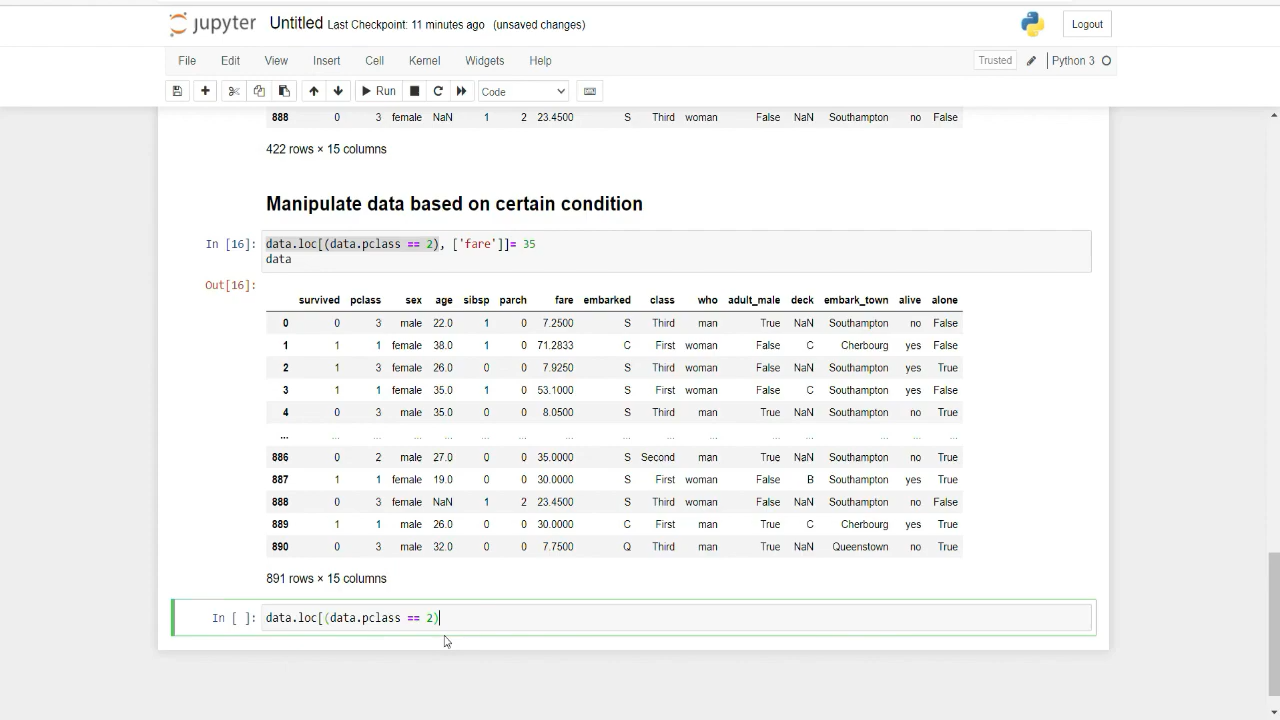 jupyter Untitled Last Checkpoint: 11 minutes ago (unsaved changes) Logout
File Edit View Insert Cell Kernel Widgets Help Trusted Python 3
Run Code
888 0 3 female NaN 1 2 23.4500 S Third woman False NaN Southampton no False
422 rows × 15 columns
Manipulate data based on certain condition
In [16]: data.loc[(data.pclass == 2), ['fare']]= 35
data
Out[16]:
survived pclass sex age sibsp parch fare embarked class who adult_male deck embark_town alive alone
0 0 3 male 22.0 1 0 7.2500 S Third man True NaN Southampton no False
1 1 1 female 38.0 1 0 71.2833 C First woman False C Cherbourg yes False
2 1 3 female 26.0 0 0 7.9250 S Third woman False NaN Southampton yes True
3 1 1 female 35.0 1 0 53.1000 S First woman False C Southampton yes False
4 0 3 male 35.0 0 0 8.0500 S Third man True NaN Southampton no True
... ... ... ... ... ... ... ... ... ... ... ... ... ... ... ...
886 0 2 male 27.0 0 0 35.0000 S Second man True NaN Southampton no True
887 1 1 female 19.0 0 0 30.0000 S First woman False B Southampton yes True
888 0 3 female NaN 1 2 23.4500 S Third woman False NaN Southampton no False
889 1 1 male 26.0 0 0 30.0000 C First man True C Cherbourg yes True
890 0 3 male 32.0 0 0 7.7500 Q Third man True NaN Queenstown no True
891 rows × 15 columns
In [ ]: data.loc[(data.pclass == 2)